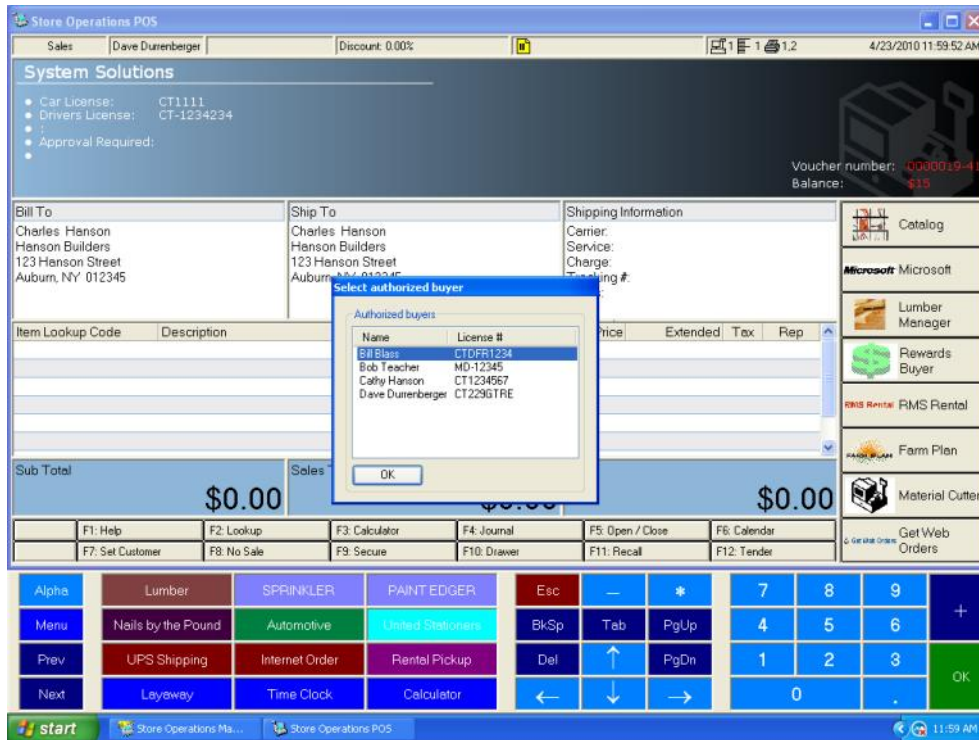 Store Operations POS
Sales Dave Durrenberger Discount: 0.00% 1 1 1,2 4/23/2010 11:59:52 AM
System Solutions
Car License: CT1111
Drivers License: CT-1234234
:
Approval Required:
Voucher number: 0000019-41
Balance: $15
Bill To Ship To Shipping Information
Charles Hanson Charles Hanson Carrier:
Hanson Builders Hanson Builders Service:
123 Hanson Street 123 Hanson Street Charge:
Auburn, NY 012345
Catalog
Microsoft Microsoft
Lumber
Manager
Rewards
Buyer
RMS Rental RMS Rental
Farm Plan
Material Cutter
Get Web
Orders
Select authorized buyer
Authorized buyers
Name License #
Bill Blass CTDFR1234
Bob Teacher MD-12345
Cathy Hanson CT1234567
Dave Durrenberger CT229GTRE
OK
Item Lookup Code Description Price Extended Tax Rep
Sub Total Sales
$0.00 $0.00
F1: Help F2: Lookup F3: Calculator F4: Journal F5: Open / Close F6: Calendar
F7: Set Customer F8: No Sale F9: Secure F10: Drawer F11: Recall F12: Tender
Alpha Lumber SPRINKLER PAINT EDGER Esc — * 7 8 9 +
Menu Nails by the Pound Automotive United Stationers BkSp Tab PgUp 4 5 6
Prev UPS Shipping Internet Order Rental Pickup Del ↑ PgDn 1 2 3 OK
Next Layaway Time Clock Calculator ← ↓ → 0 .
start Store Operations Ma... Store Operations POS 11:59 AM